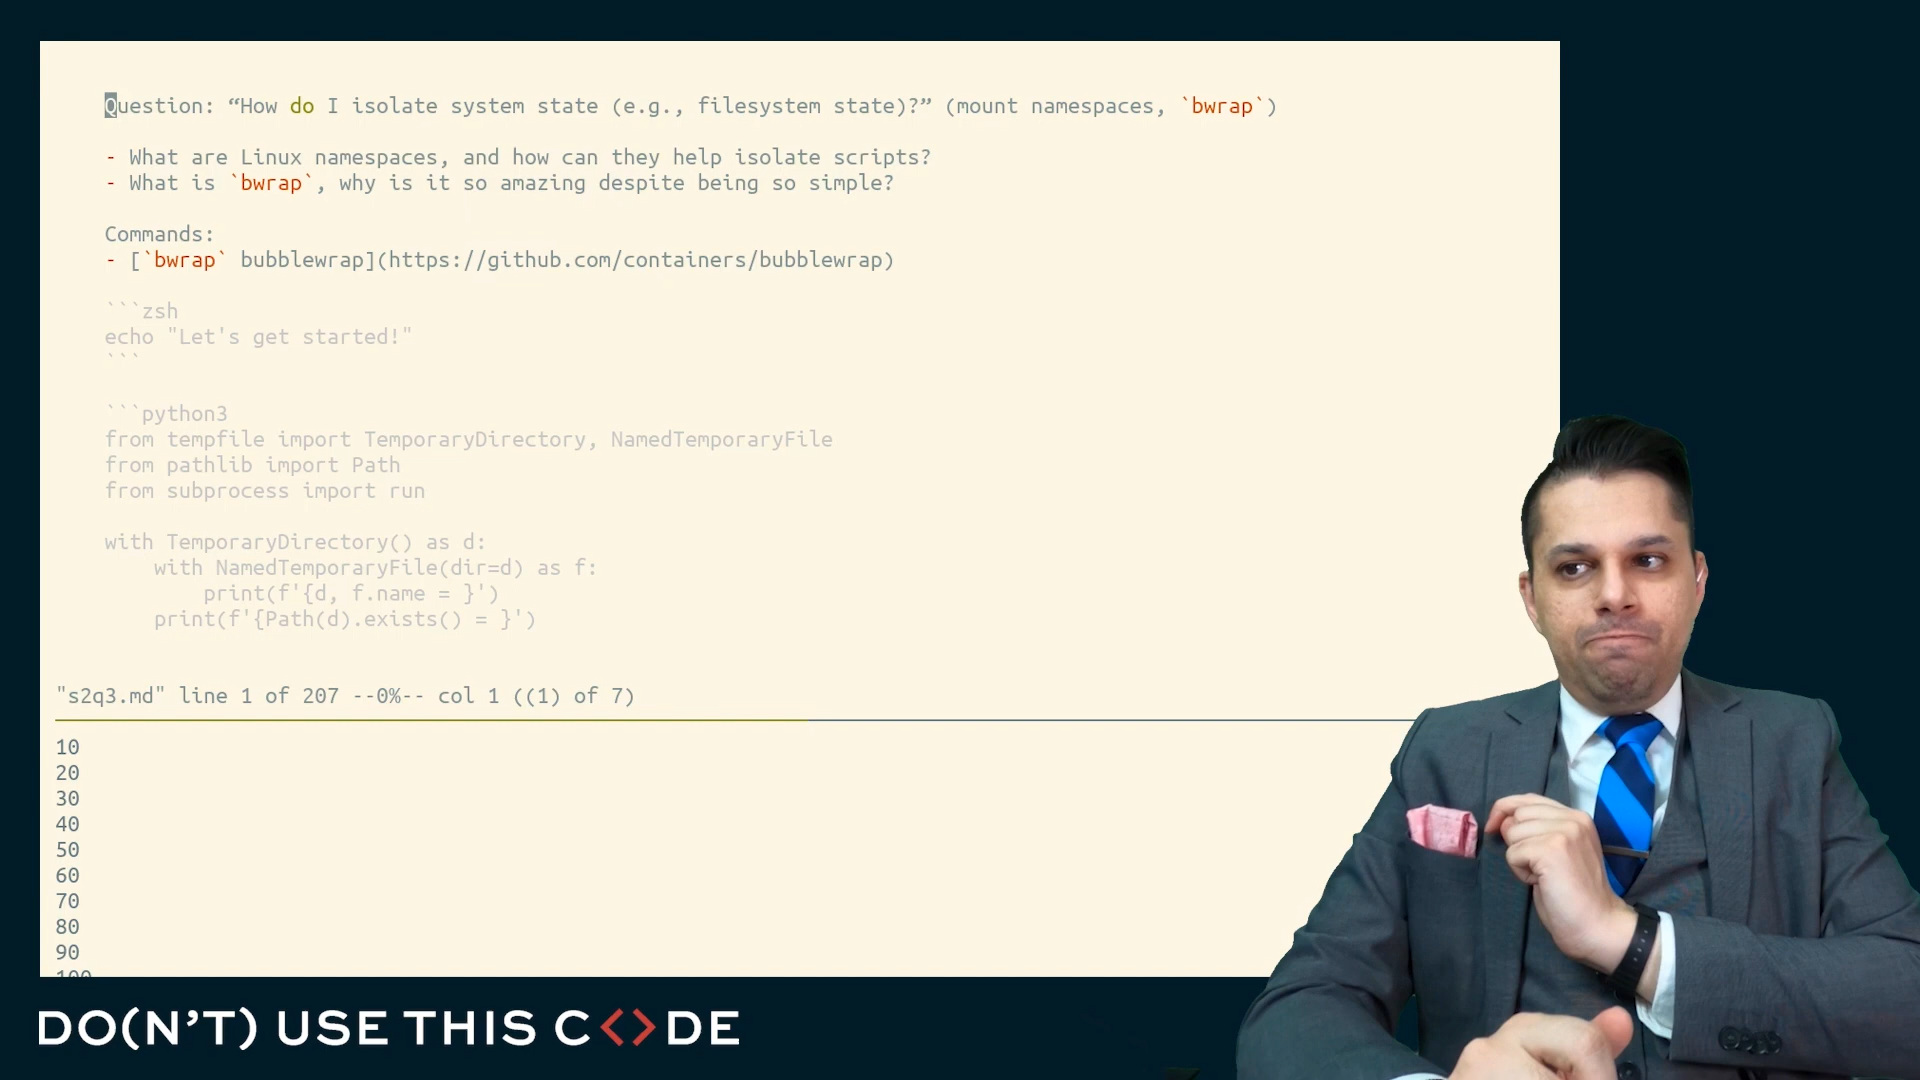 Question: “How do I isolate system state (e.g., filesystem state)?” (mount namespaces, `bwrap`)
- What are Linux namespaces, and how can they help isolate scripts?
- What is `bwrap`, why is it so amazing despite being so simple?
Commands:
- [`bwrap` bubblewrap](https://github.com/containers/bubblewrap)
```zsh
echo "Let's get started!"
```
```python3
from tempfile import TemporaryDirectory, NamedTemporaryFile
from pathlib import Path
from subprocess import run
with TemporaryDirectory() as d:
    with NamedTemporaryFile(dir=d) as f:
        print(f'{d, f.name = }')
    print(f'{Path(d).exists() = }')
"s2q3.md" line 1 of 207 --0%-- col 1 ((1) of 7)
10
20
30
40
50
60
70
80
90
100
DO(N’T) USE THIS C<>DE